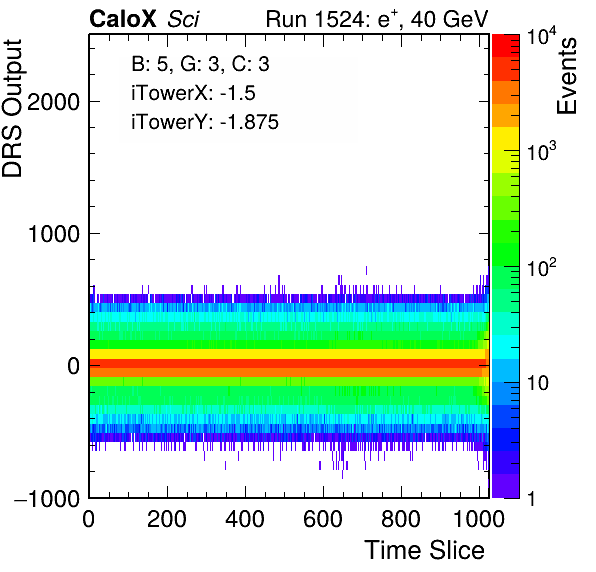 CaloX Sci
Run 1524: e+, 40 GeV
B: 5, G: 3, C: 3
iTowerX: -1.5
iTowerY: -1.875
DRS Output
2000
1000
0
−1000
0
200
400
600
800
1000
Time Slice
10^4
10^3
10^2
10
1
Events